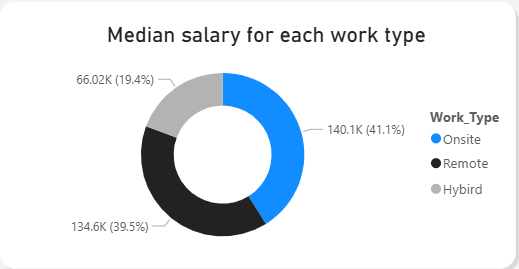 Median salary for each work type
66.02K (19.4%)
140.1K (41.1%)
134.6K (39.5%)
Work_Type
Onsite
Remote
Hybird